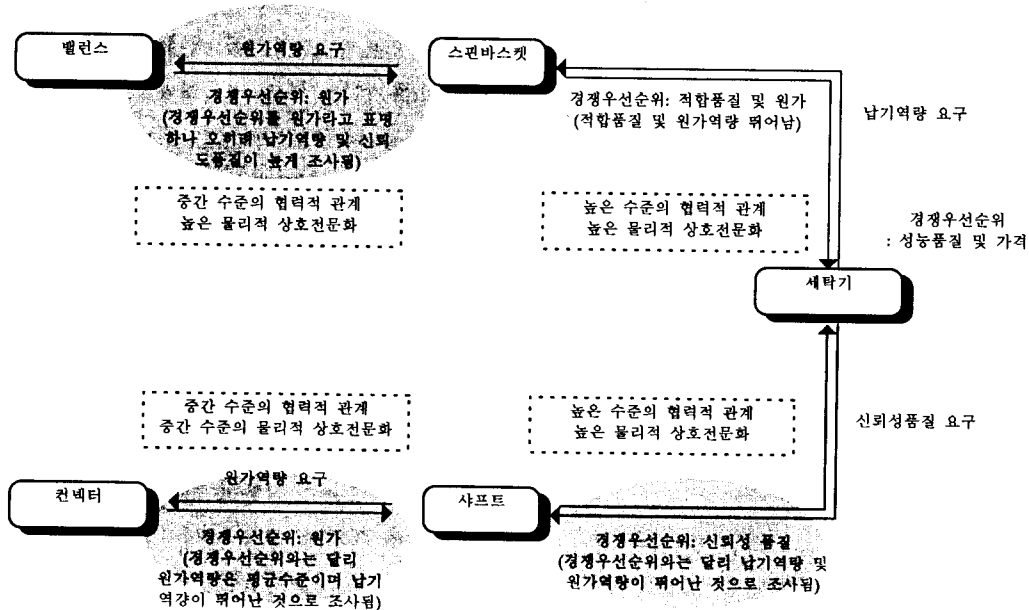 밸런스
원가역량 요구
스핀바스켓
경쟁우선순위: 원가
(경쟁우선순위를 원가라고 표명
하나 오히려 납기역량 및 신뢰
도품질이 높게 조사됨)
경쟁우선순위: 적합품질 및 원가
(적합품질 및 원가역량 뛰어남)
납기역량 요구
중간 수준의 협력적 관계
높은 물리적 상호전문화
높은 수준의 협력적 관계
높은 물리적 상호전문화
경쟁우선순위
: 성능품질 및 가격
세탁기
중간 수준의 협력적 관계
중간 수준의 물리적 상호전문화
높은 수준의 협력적 관계
높은 물리적 상호전문화
신뢰성품질 요구
컨넥터
원가역량 요구
샤프트
경쟁우선순위: 원가
(경쟁우선순위와는 달리
원가역량은 평균수준이며 납기
역량이 뛰어난 것으로 조사됨)
경쟁우선순위: 신뢰성 품질
(경쟁우선순위와는 달리 납기역량 및
원가역량이 뛰어난 것으로 조사됨)